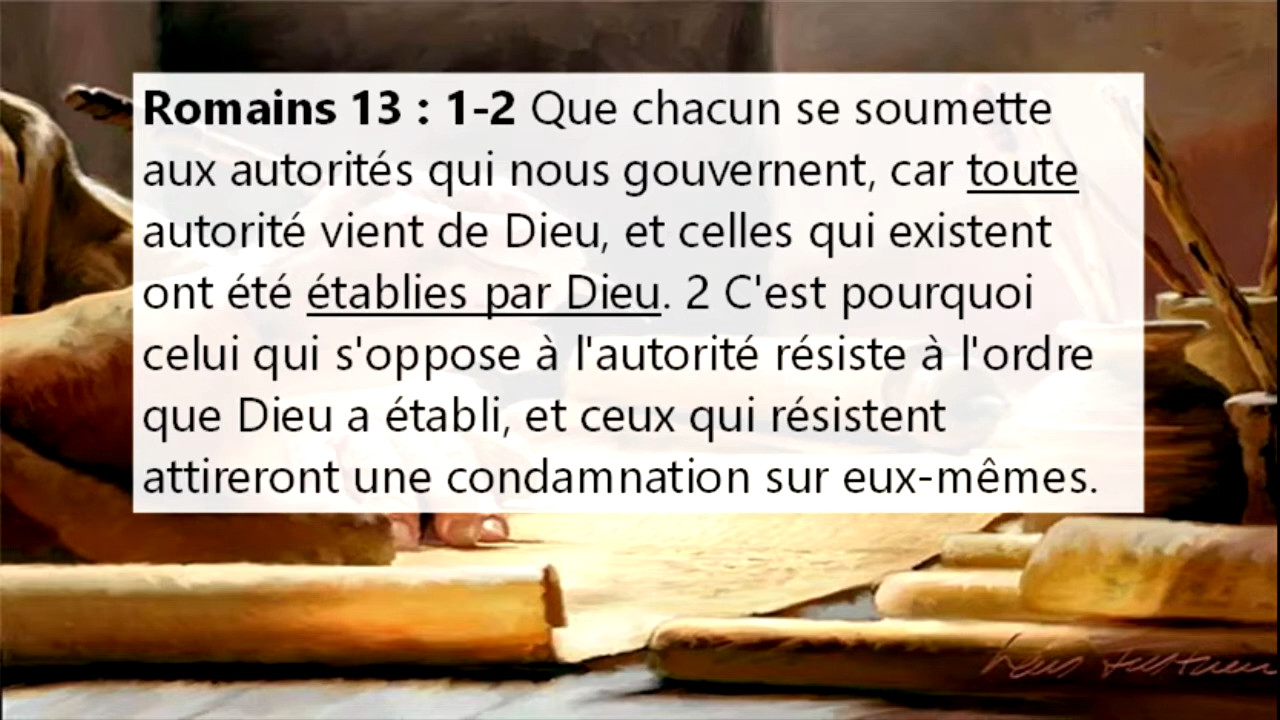 Romains 13 : 1-2 Que chacun se soumette
aux autorités qui nous gouvernent, car toute
autorité vient de Dieu, et celles qui existent
ont été établies par Dieu. 2 C'est pourquoi
celui qui s'oppose à l'autorité résiste à l'ordre
que Dieu a établi, et ceux qui résistent
attireront une condamnation sur eux-mêmes.